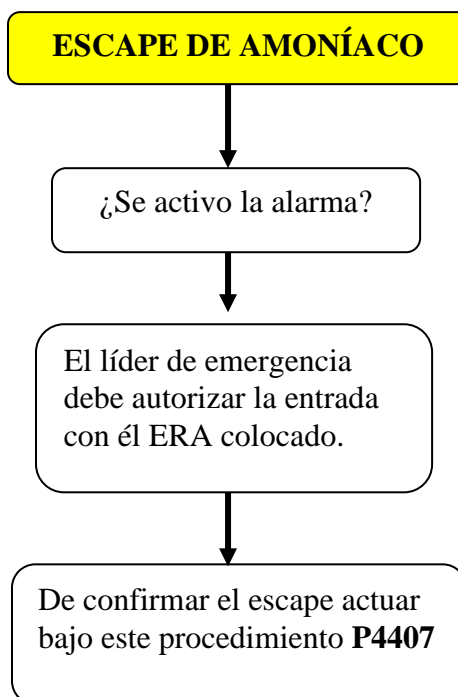 ESCAPE DE AMONÍACO
¿Se activo la alarma?
El líder de emergencia
debe autorizar la entrada
con él ERA colocado.
De confirmar el escape actuar
bajo este procedimiento P4407